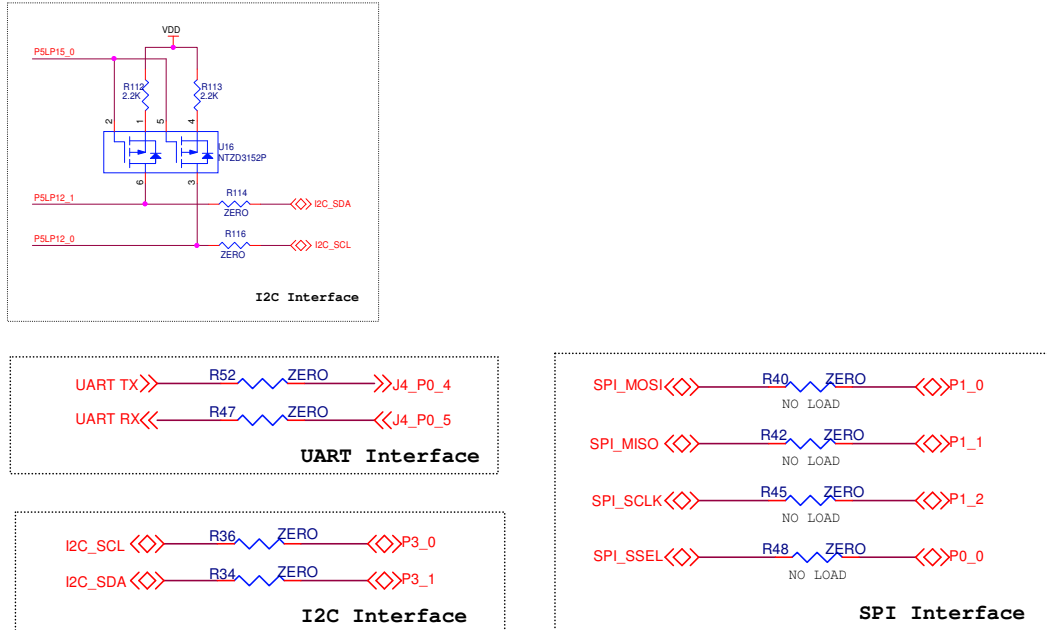 VDD
P5LP15_0
R112
2.2K
R113
2.2K
2
1
5
4
U16
NTZD3152P
6
3
P5LP12_1
R114
ZERO
I2C_SDA
P5LP12_0
R116
ZERO
I2C_SCL
I2C Interface
UART TX
R52
ZERO
J4_P0_4
UART RX
R47
ZERO
J4_P0_5
UART Interface
I2C_SCL
R36
ZERO
P3_0
I2C_SDA
R34
ZERO
P3_1
I2C Interface
SPI_MOSI
R40
ZERO
P1_0
NO LOAD
SPI_MISO
R42
ZERO
P1_1
NO LOAD
SPI_SCLK
R45
ZERO
P1_2
NO LOAD
SPI_SSEL
R48
ZERO
P0_0
NO LOAD
SPI Interface